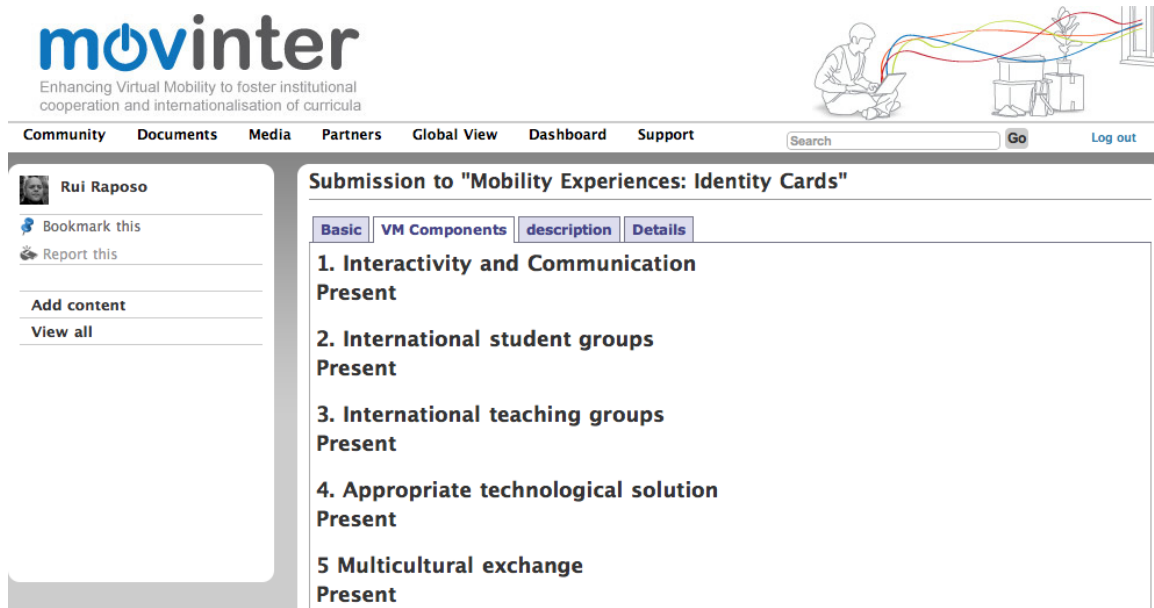 movinter
Enhancing Virtual Mobility to foster institutional
cooperation and internationalisation of curricula
Community Documents Media Partners Global View Dashboard Support Search Go Log out
Rui Raposo
Bookmark this
Report this
Add content
View all
Submission to "Mobility Experiences: Identity Cards"
Basic VM Components description Details
1. Interactivity and Communication
Present
2. International student groups
Present
3. International teaching groups
Present
4. Appropriate technological solution
Present
5 Multicultural exchange
Present